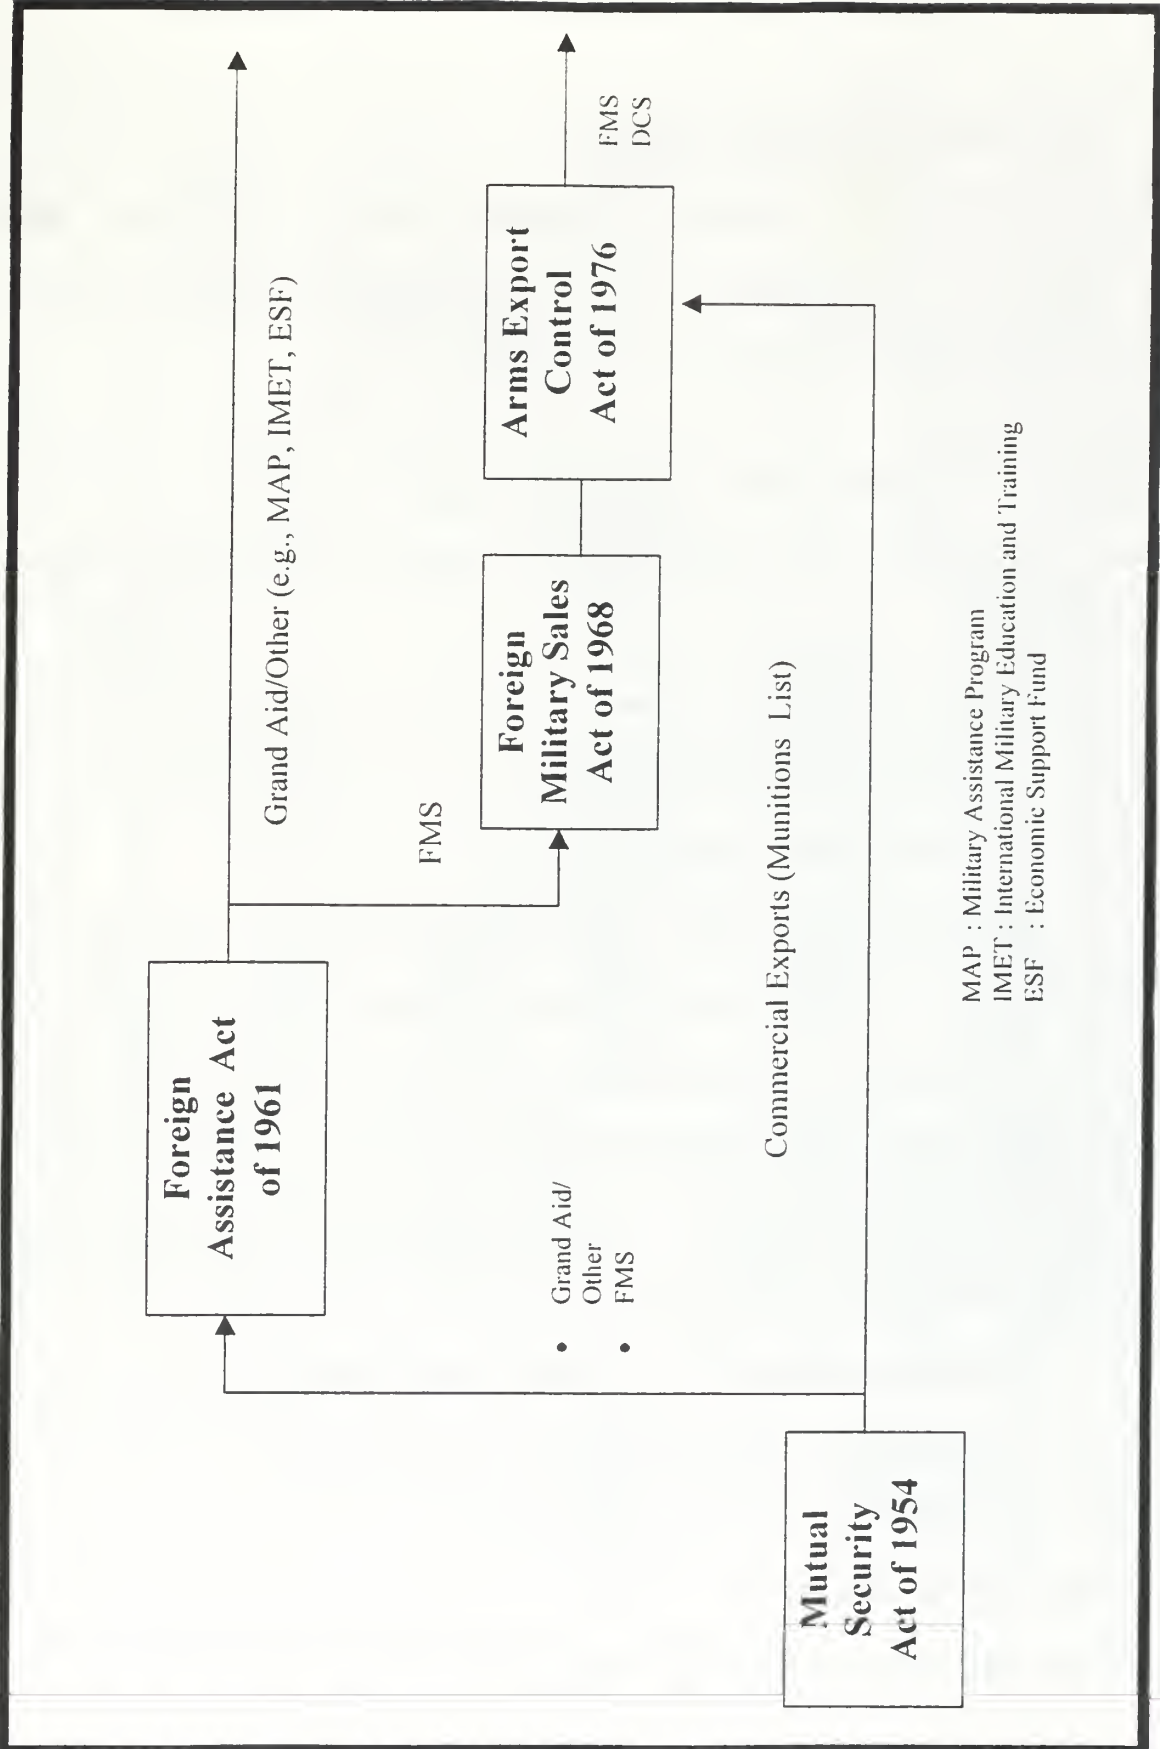 Grand Aid/Other (e.g., MAP, IMET, ESF)
Foreign
Assistance Act
of 1961
FMS
FMS
DCS
Foreign
Military Sales
Act of 1968
Arms Export
Control
Act of 1976
• Grand Aid/
Other
• FMS
Commercial Exports (Munitions List)
Mutual
Security
Act of 1954
MAP : Military Assistance Program
IMET : International Military Education and Training
ESF : Economic Support Fund